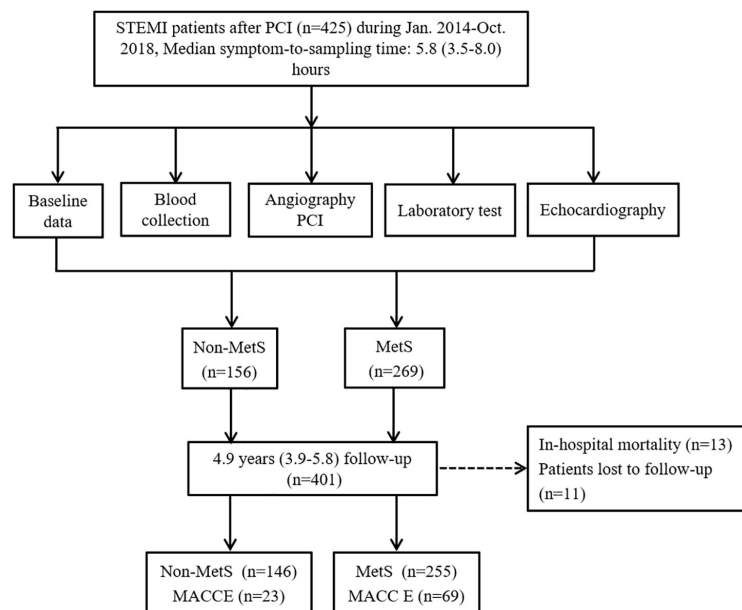 STEMI patients after PCI (n=425) during Jan. 2014-Oct.
2018, Median symptom-to-sampling time: 5.8 (3.5-8.0)
hours
Baseline
data
Blood
collection
Angiography
PCI
Laboratory test
Echocardiography
Non-MetS
(n=156)
MetS
(n=269)
4.9 years (3.9-5.8) follow-up
(n=401)
In-hospital mortality (n=13)
Patients lost to follow-up
(n=11)
Non-MetS (n=146)
MACCE (n=23)
MetS (n=255)
MACC E (n=69)